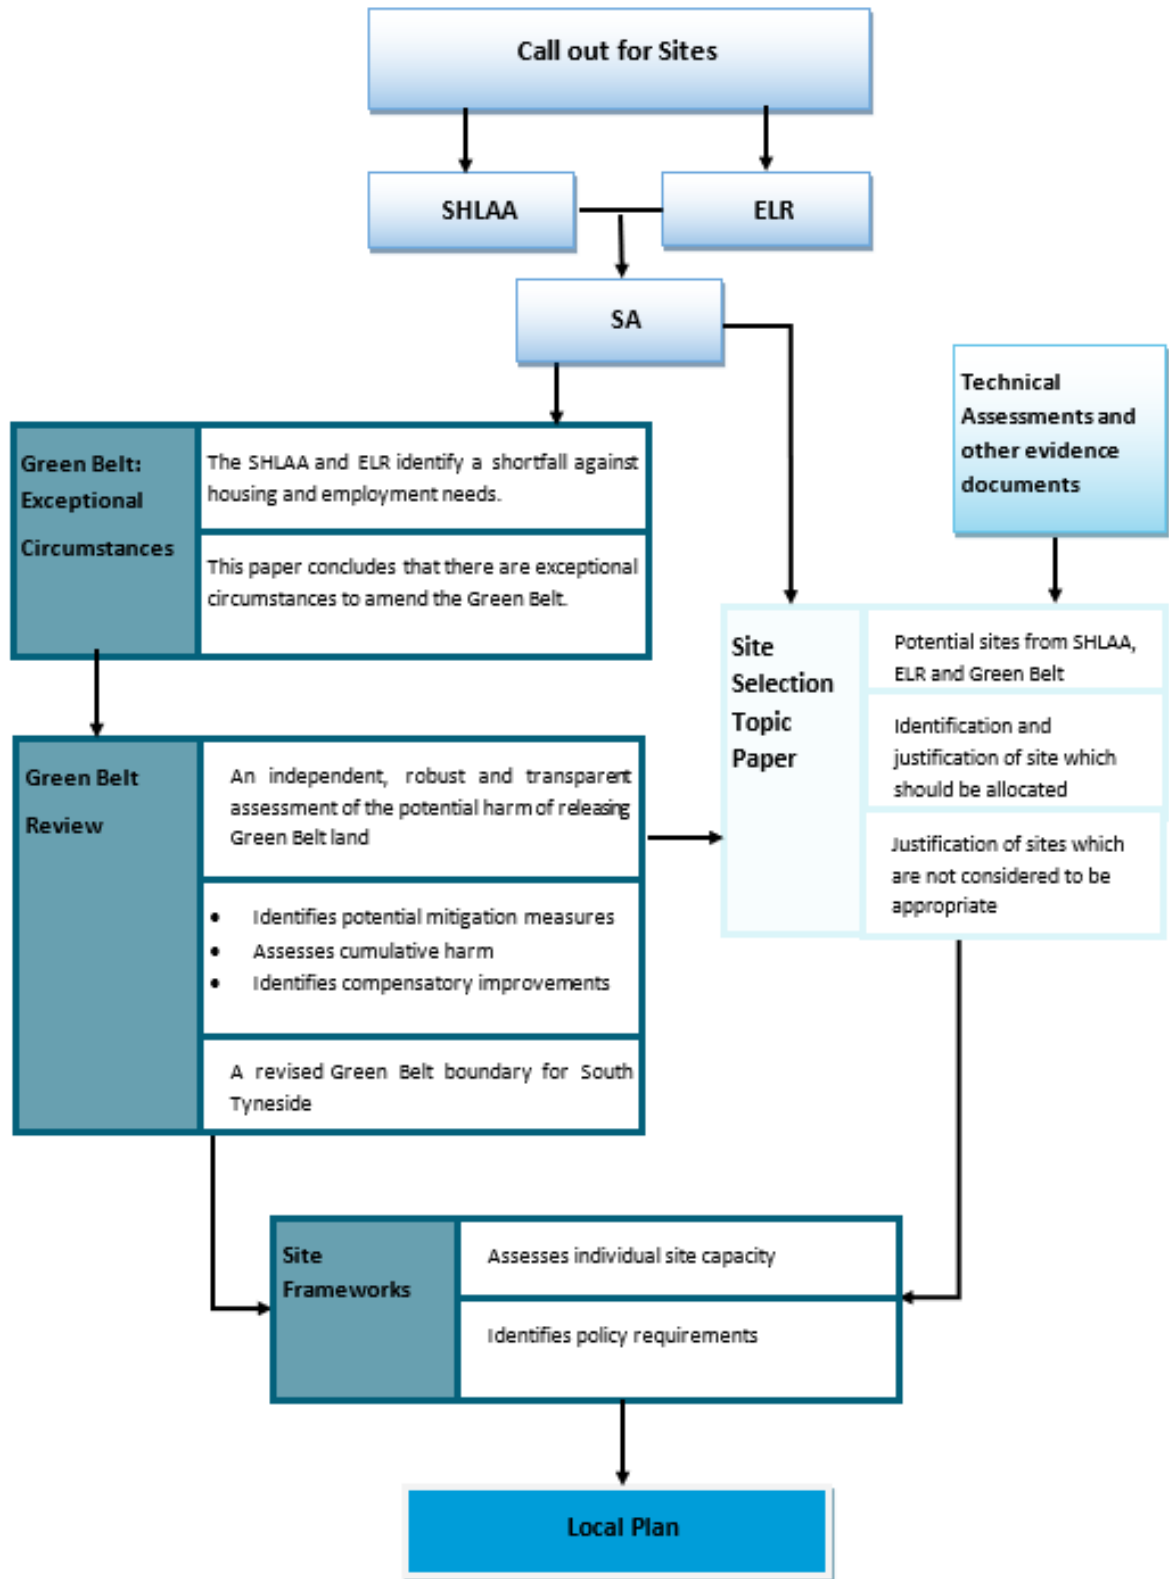 Call out for Sites
SHLAA
ELR
SA
Technical
Assessments and
other evidence
documents
Green Belt:
Exceptional
Circumstances
The SHLAA and ELR identify a shortfall against
housing and employment needs.
This paper concludes that there are exceptional
circumstances to amend the Green Belt.
Site
Selection
Topic
Paper
Potential sites from SHLAA,
ELR and Green Belt
Identification and
justification of site which
should be allocated
Justification of sites which
are not considered to be
appropriate
Green Belt
Review
An independent, robust and transparent
assessment of the potential harm of releasing
Green Belt land
• Identifies potential mitigation measures
• Assesses cumulative harm
• Identifies compensatory improvements
A revised Green Belt boundary for South
Tyneside
Site
Frameworks
Assesses individual site capacity
Identifies policy requirements
Local Plan